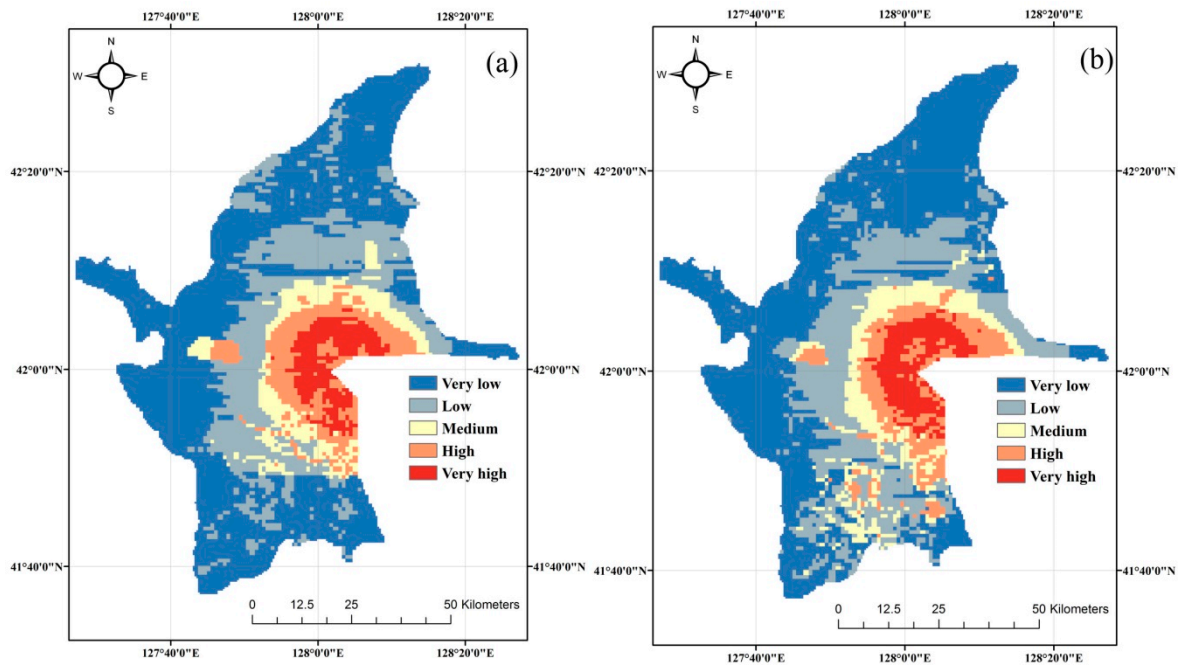 127°40'0"E 128°0'0"E 128°20'0"E
N
W E
S
(a)
42°20'0"N 42°20'0"N
42°0'0"N 42°0'0"N
Very low
Low
Medium
High
Very high
41°40'0"N 41°40'0"N
0 12.5 25 50 Kilometers
127°40'0"E 128°0'0"E 128°20'0"E
127°40'0"E 128°0'0"E 128°20'0"E
N
W E
S
(b)
42°20'0"N 42°20'0"N
42°0'0"N 42°0'0"N
Very low
Low
Medium
High
Very high
41°40'0"N 41°40'0"N
0 12.5 25 50 Kilometers
127°40'0"E 128°0'0"E 128°20'0"E